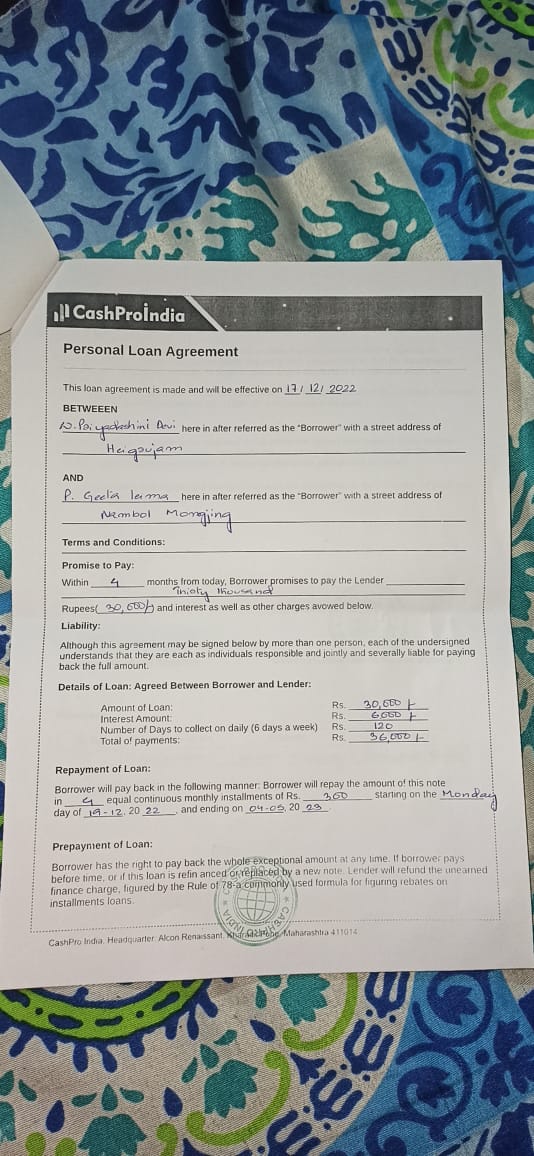 CashProIndia
Personal Loan Agreement
This loan agreement is made and will be effective on 17/ 12/ 2022
BETWEEEN
Devi here in after referred as the "Borrower" with a street address of
AND
P. Geeta lema here in after referred as the "Borrower" with a street address of
Nambol Mongjing
Terms and Conditions:
Promise to Pay:
Within 4 months from today, Borrower promises to pay the Lender
thousand
Rupees( 30,000/- ) and interest as well as other charges avowed below.
Liability:
Although this agreement may be signed below by more than one person, each of the undersigned
understands that they are each as individuals responsible and jointly and severally liable for paying
back the full amount.
Details of Loan: Agreed Between Borrower and Lender:
Amount of Loan: Rs. 30,000 /-
Interest Amount: Rs. 6000 /-
Number of Days to collect on daily (6 days a week) Rs. 120
Total of payments: Rs. 36,000 /-
Repayment of Loan:
Borrower will pay back in the following manner: Borrower will repay the amount of this note
in 4 equal continuous monthly installments of Rs. 300 starting on the Monday
day of 19-12, 20 22, and ending on 04-05, 20 23.
Prepayment of Loan:
Borrower has the right to pay back the whole exceptional amount at any time. If borrower pays
before time, or if this loan is refin anced or replaced by a new note. Lender will refund the unearned
finance charge, figured by the Rule of 78-a commonly used formula for figuring rebates on
installments loans.
CashPro India. Headquarter. Alcon Renaissant, Maharashtra 411014